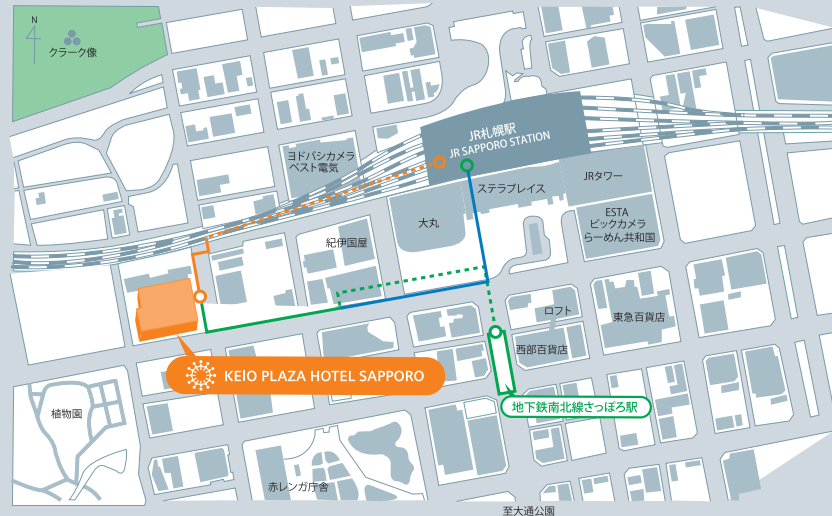 N
クラーク像
JR札幌駅
JR SAPPORO STATION
ヨドバシカメラ
ベスト電気
ステラプレイス
JRタワー
大丸
ESTA
ビックカメラ
らーめん共和国
紀伊国屋
ロフト
東急百貨店
西部百貨店
KEIO PLAZA HOTEL SAPPORO
地下鉄南北線さっぽろ駅
植物園
赤レンガ庁舎
至大通公園